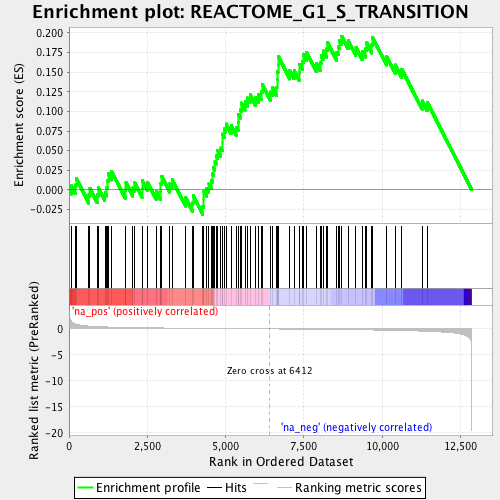 Enrichment plot: REACTOME_G1_S_TRANSITION
Enrichment score (ES)
0.200
0.175
0.150
0.125
0.100
0.075
0.050
0.025
0.000
-0.025
'na_pos' (positively correlated)
Ranked list metric (PreRanked)
0
-5
-10
-15
-20
Zero cross at 6412
'na_neg' (negatively correlated)
0
2,500
5,000
7,500
10,000
12,500
Rank in Ordered Dataset
Enrichment profile
Hits
Ranking metric scores